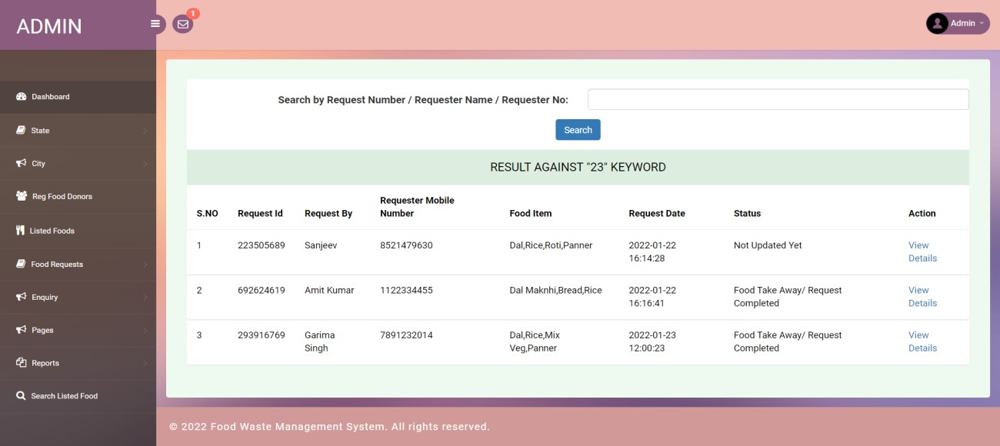 ADMIN
1
Admin
Dashboard
State
City
Reg Food Donors
Listed Foods
Food Requests
Enquiry
Pages
Reports
Search Listed Food
Search by Request Number / Requester Name / Requester No:
Search
RESULT AGAINST "23" KEYWORD
S.NO Request Id Request By Requester Mobile Number Food Item Request Date Status Action
1 223505689 Sanjeev 8521479630 Dal,Rice,Roti,Panner 2022-01-22 16:14:28 Not Updated Yet View Details
2 692624619 Amit Kumar 1122334455 Dal Maknhi,Bread,Rice 2022-01-22 16:16:41 Food Take Away/ Request Completed View Details
3 293916769 Garima Singh 7891232014 Dal,Rice,Mix Veg,Panner 2022-01-23 12:00:23 Food Take Away/ Request Completed View Details
© 2022 Food Waste Management System. All rights reserved.